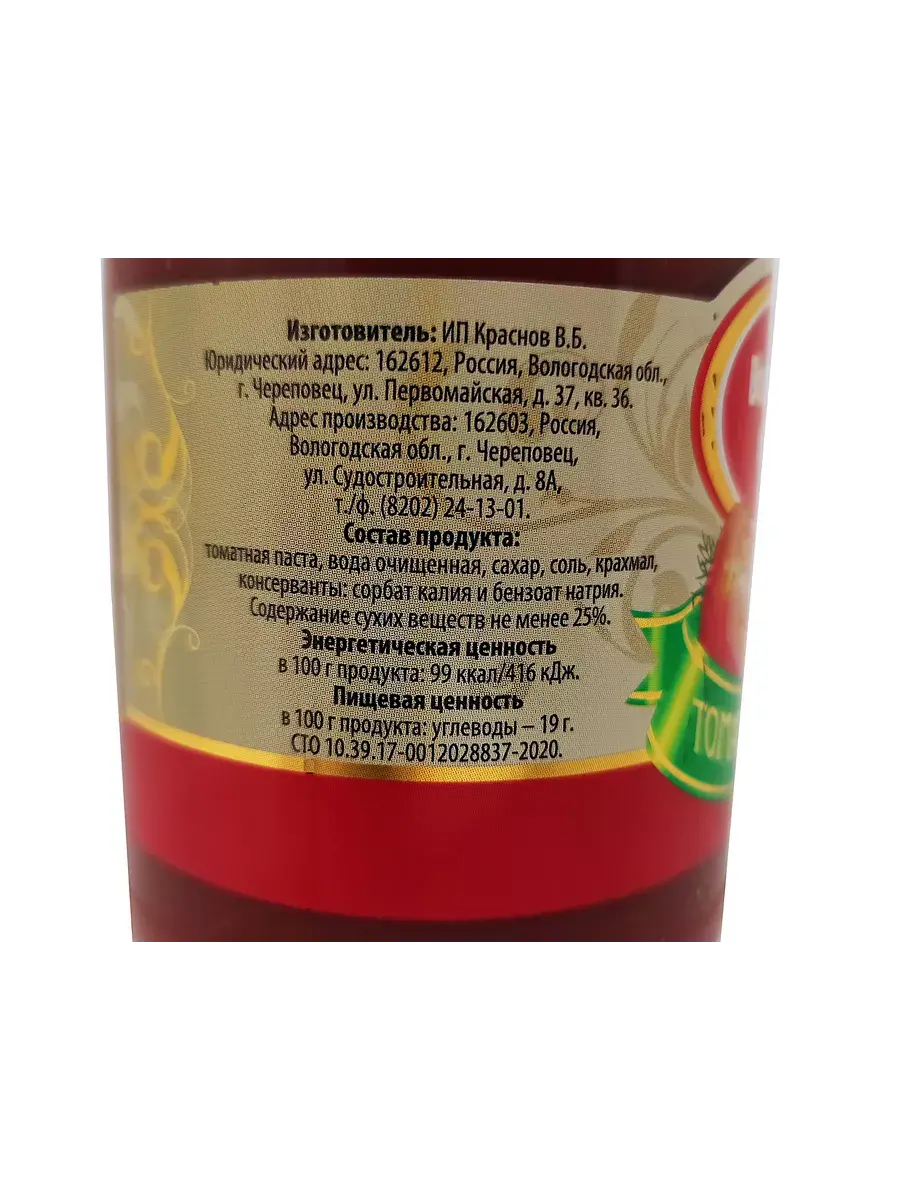 Изготовитель: ИП Краснов В.Б.
Юридический адрес: 162612, Россия, Вологодская обл.,
г. Череповец, ул. Первомайская, д. 37, кв. 36.
Адрес производства: 162603, Россия,
Вологодская обл., г. Череповец,
ул. Судостроительная, д. 8А,
т./ф. (8202) 24-13-01.
Состав продукта:
томатная паста, вода очищенная, сахар, соль, крахмал,
консерванты: сорбат калия и бензоат натрия.
Содержание сухих веществ не менее 25%.
Энергетическая ценность
в 100 г продукта: 99 ккал/416 кДж.
Пищевая ценность
в 100 г продукта: углеводы – 19 г.
СТО 10.39.17-0012028837-2020.